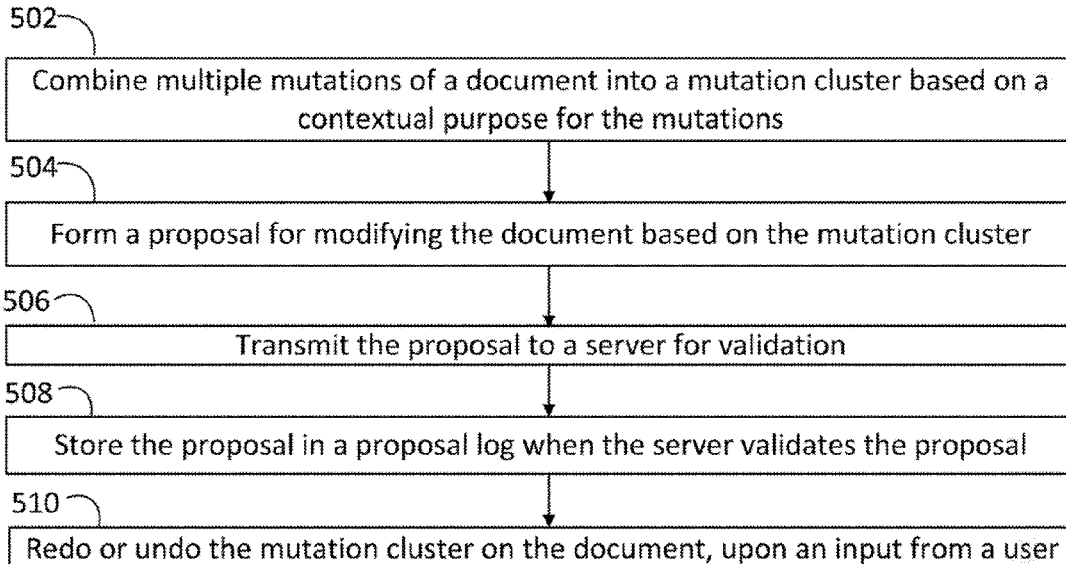 502
Combine multiple mutations of a document into a mutation cluster based on a
contextual purpose for the mutations
504
Form a proposal for modifying the document based on the mutation cluster
506
Transmit the proposal to a server for validation
508
Store the proposal in a proposal log when the server validates the proposal
510
Redo or undo the mutation cluster on the document, upon an input from a user